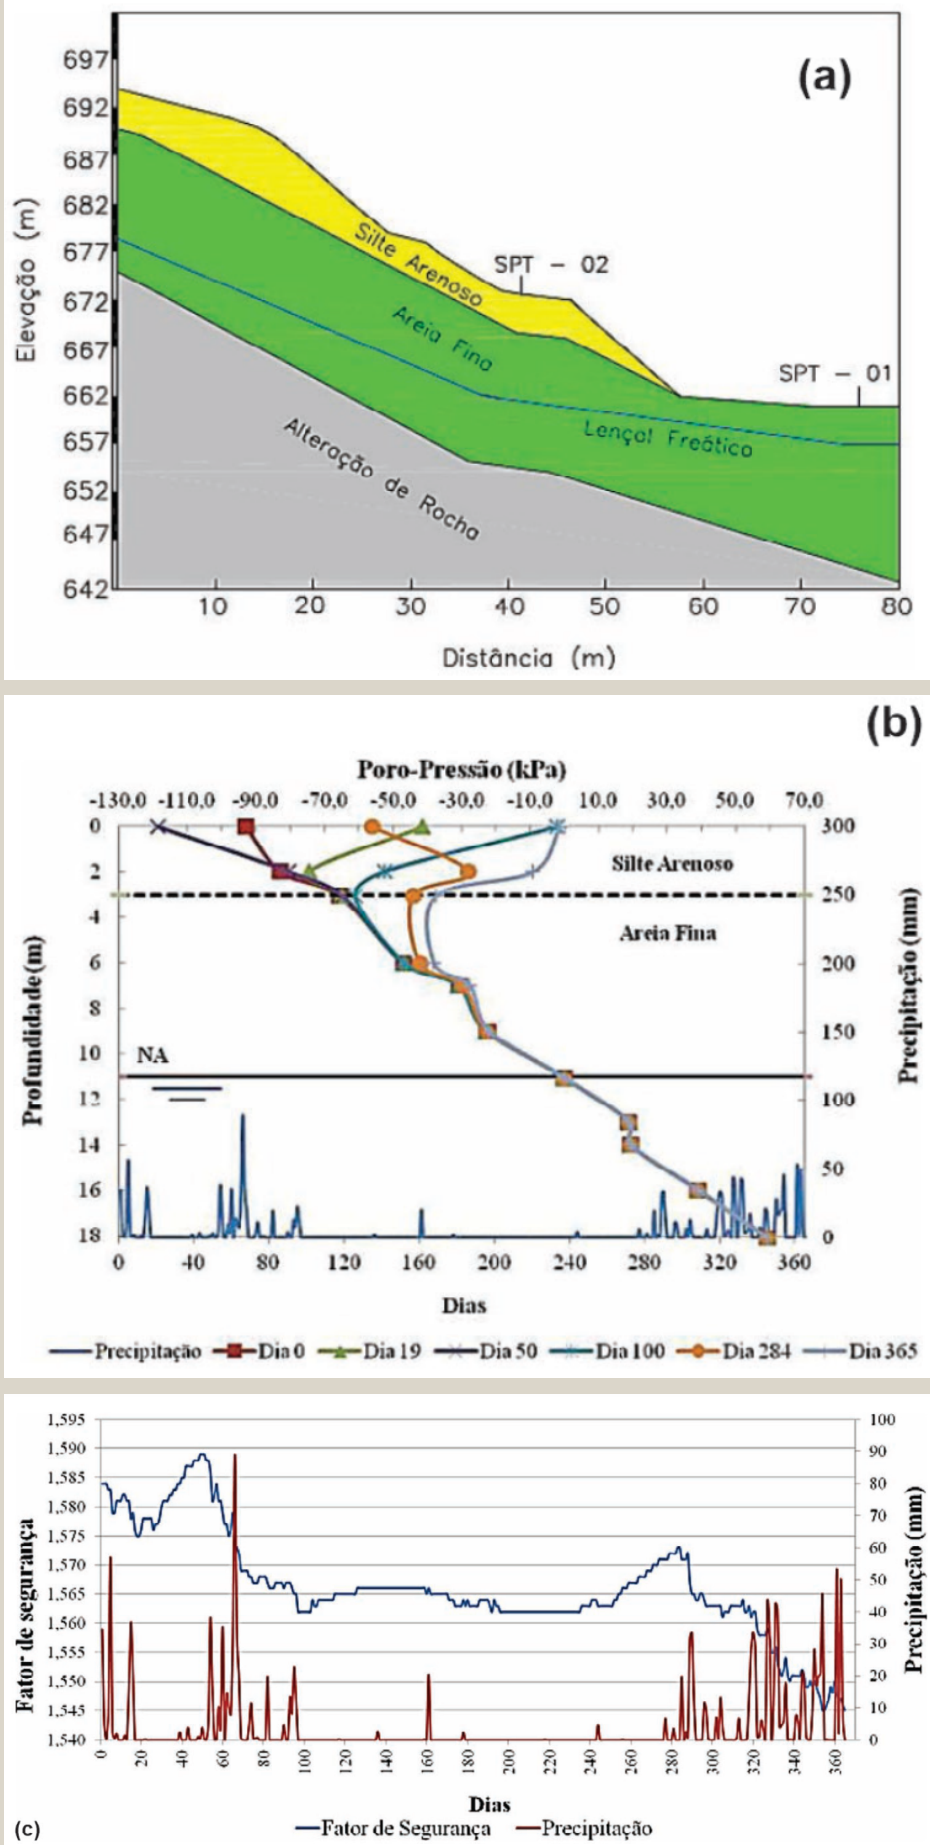 (a)
697
692
687
682
677
672
667
662
657
652
647
642
Elevação (m)
Silte Arenoso
SPT - 02
Areia Fina
SPT - 01
Lençol Freático
Alteração de Rocha
10 20 30 40 50 60 70 80
Distância (m)
(b)
Poro-Pressão (kPa)
-130,0 -110,0 -90,0 -70,0 -50,0 -30,0 -10,0 10,0 30,0 50,0 70,0
0
2
4
6
8
10
12
14
16
18
Profundidade (m)
Silte Arenoso
Areia Fina
NA
300
250
200
150
100
50
0
Precipitação (mm)
0 40 80 120 160 200 240 280 320 360
Dias
Precipitação Dia 0 Dia 19 Dia 50 Dia 100 Dia 284 Dia 365
1,595
1,590
1,585
1,580
1,575
1,570
1,565
1,560
1,555
1,550
1,545
1,540
Fator de segurança
100
90
80
70
60
50
40
30
20
10
0
Precipitação (mm)
0 20 40 60 80 100 120 140 160 180 200 220 240 260 280 300 320 340 360
Dias
(c)
Fator de Segurança Precipitação